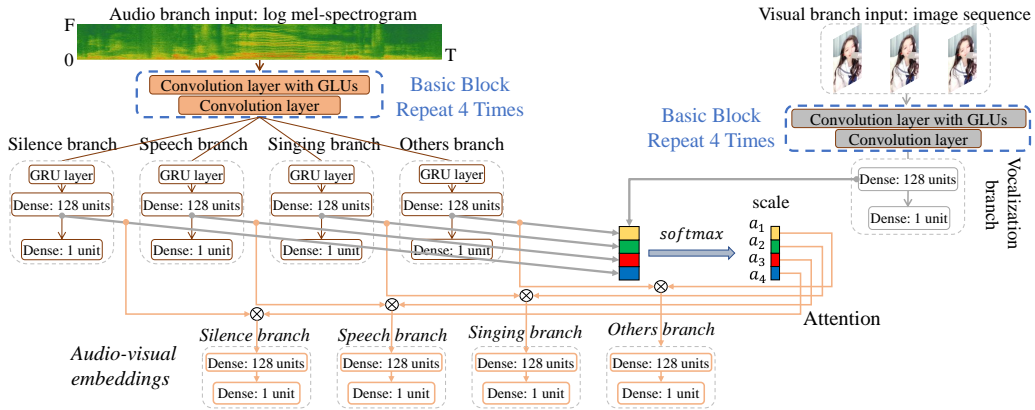 Audio branch input: log mel-spectrogram
F
0
T
Convolution layer with GLUs
Convolution layer
Basic Block
Repeat 4 Times
Visual branch input: image sequence
Basic Block
Repeat 4 Times
Convolution layer with GLUs
Convolution layer
Dense: 128 units
Dense: 1 unit
Vocalization
branch
Silence branch
Speech branch
Singing branch
Others branch
GRU layer
GRU layer
GRU layer
GRU layer
Dense: 128 units
Dense: 128 units
Dense: 128 units
Dense: 128 units
Dense: 1 unit
Dense: 1 unit
Dense: 1 unit
Dense: 1 unit
softmax
scale
a₁
a₂
a₃
a₄
Attention
Audio-visual
embeddings
Silence branch
Speech branch
Singing branch
Others branch
Dense: 128 units
Dense: 128 units
Dense: 128 units
Dense: 128 units
Dense: 1 unit
Dense: 1 unit
Dense: 1 unit
Dense: 1 unit